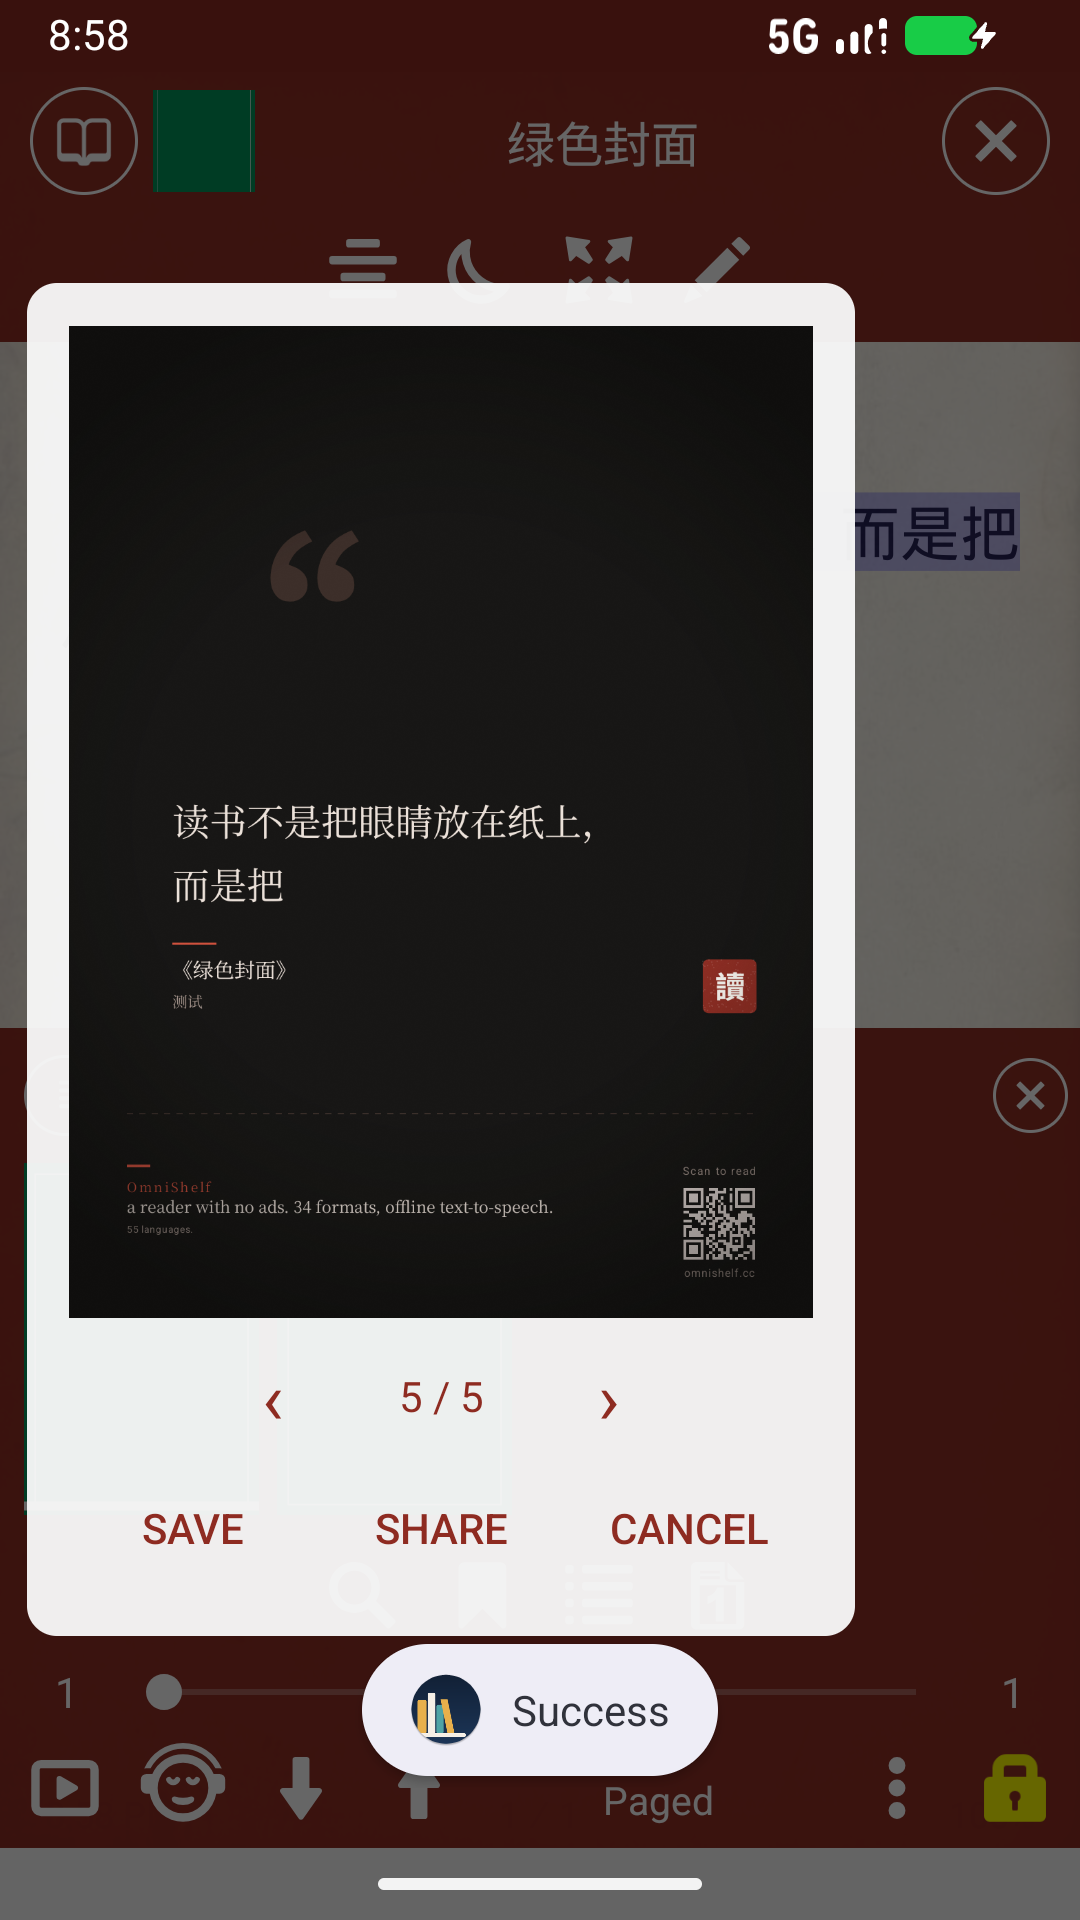 8:58
5G
绿色封面
而是把
“
读书不是把眼睛放在纸上,
而是把
《绿色封面》
测试
讀
Scan to read
OmniShelf
a reader with no ads. 34 formats, offline text-to-speech.
55 languages.
omnishelf.cc
‹ 5 / 5 ›
SAVE SHARE CANCEL
1
1 1
Success
Paged